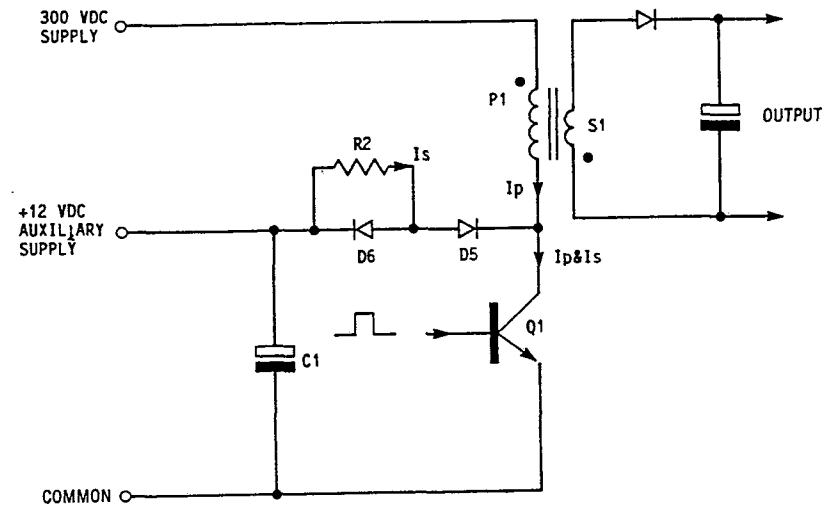 300 VDC
SUPPLY
P1
S1
OUTPUT
R2
Is
Ip
+12 VDC
AUXILIARY
SUPPLY
D6
D5
Ip&Is
Q1
C1
COMMON